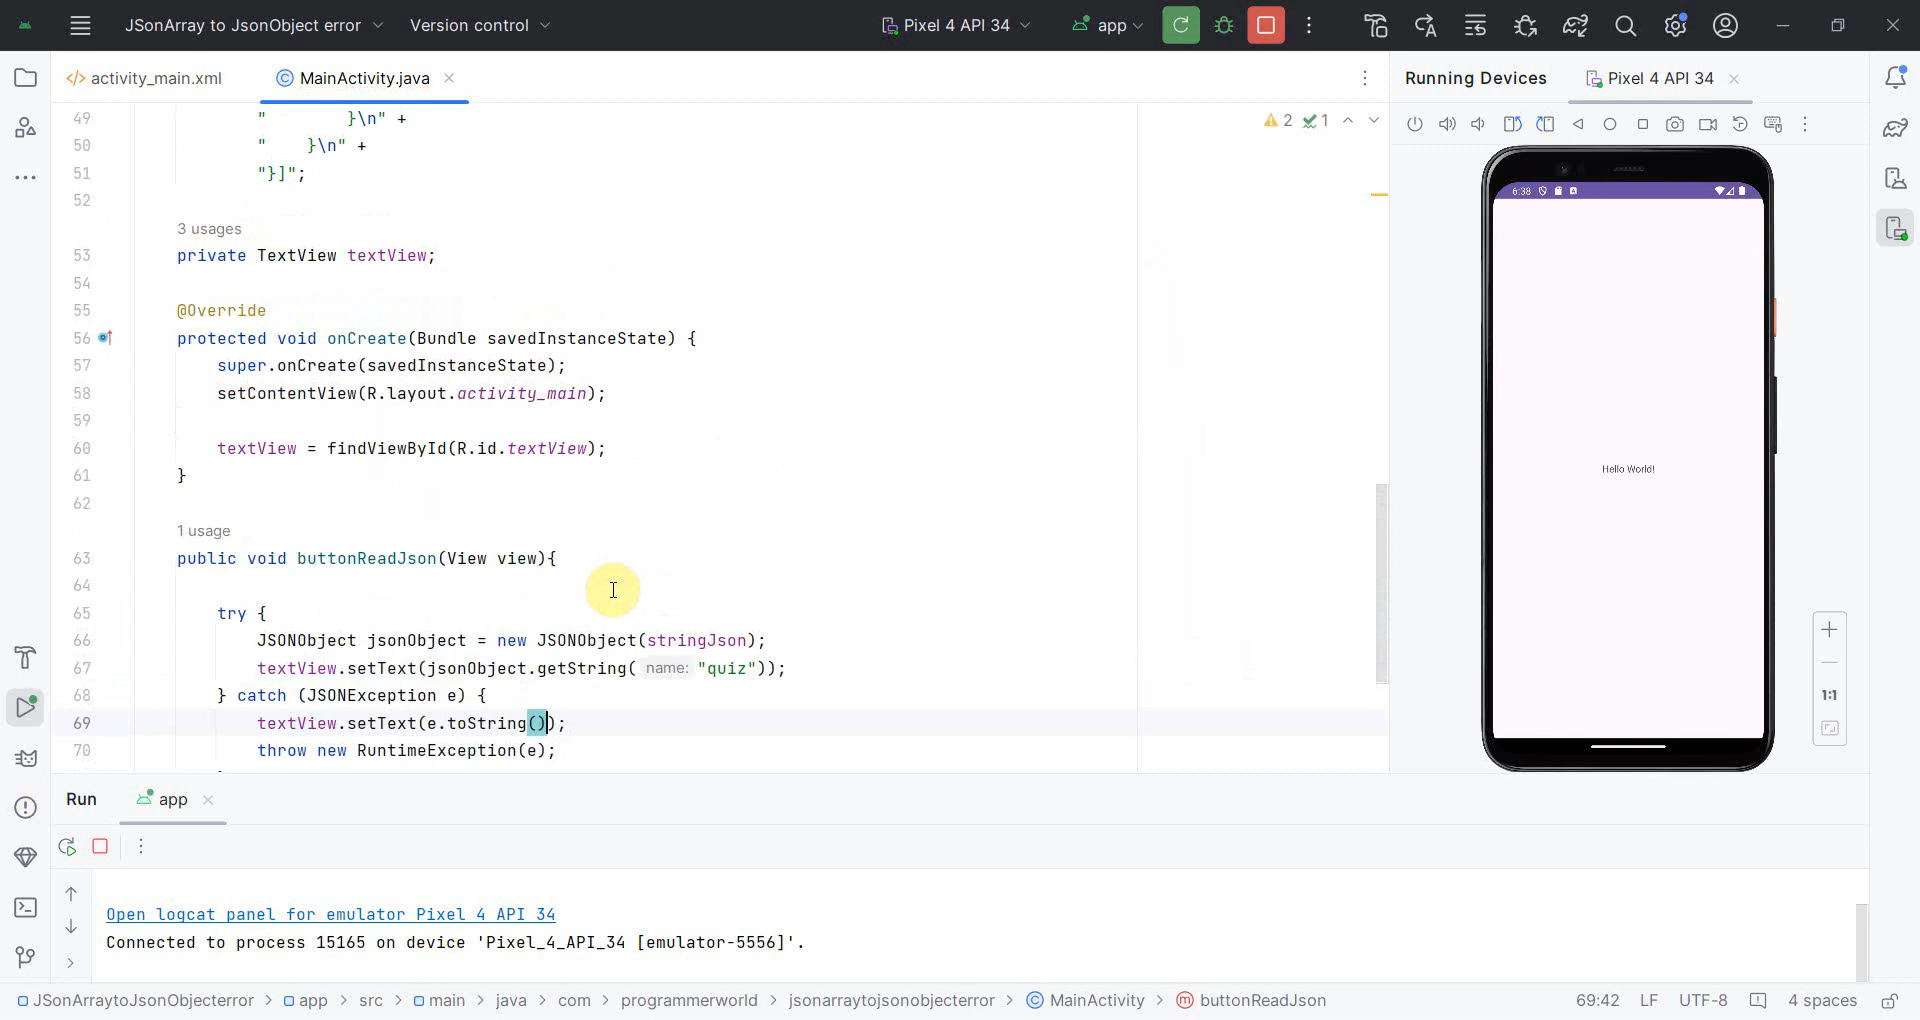 JSonArray to JsonObject error
Version control
Pixel 4 API 34
app
activity_main.xml
MainActivity.java
Running Devices
Pixel 4 API 34
2
1
49 "        }\n" +
50 "    }\n" +
51 "}]";
52
3 usages
53 private TextView textView;
54
55 @Override
56 protected void onCreate(Bundle savedInstanceState) {
57 super.onCreate(savedInstanceState);
58 setContentView(R.layout.activity_main);
59
60 textView = findViewById(R.id.textView);
61 }
62
1 usage
63 public void buttonReadJson(View view){
64
65 try {
66 JSONObject jsonObject = new JSONObject(stringJson);
67 textView.setText(jsonObject.getString( name: "quiz"));
68 } catch (JSONException e) {
69 textView.setText(e.toString());
70 throw new RuntimeException(e);
6:38
Hello World!
1:1
Run
app
Open logcat panel for emulator Pixel 4 API 34
Connected to process 15165 on device 'Pixel_4_API_34 [emulator-5556]'.
JSonArraytoJsonObjecterror > app > src > main > java > com > programmerworld > jsonarraytojsonobjecterror > MainActivity > buttonReadJson
69:42 LF UTF-8 4 spaces